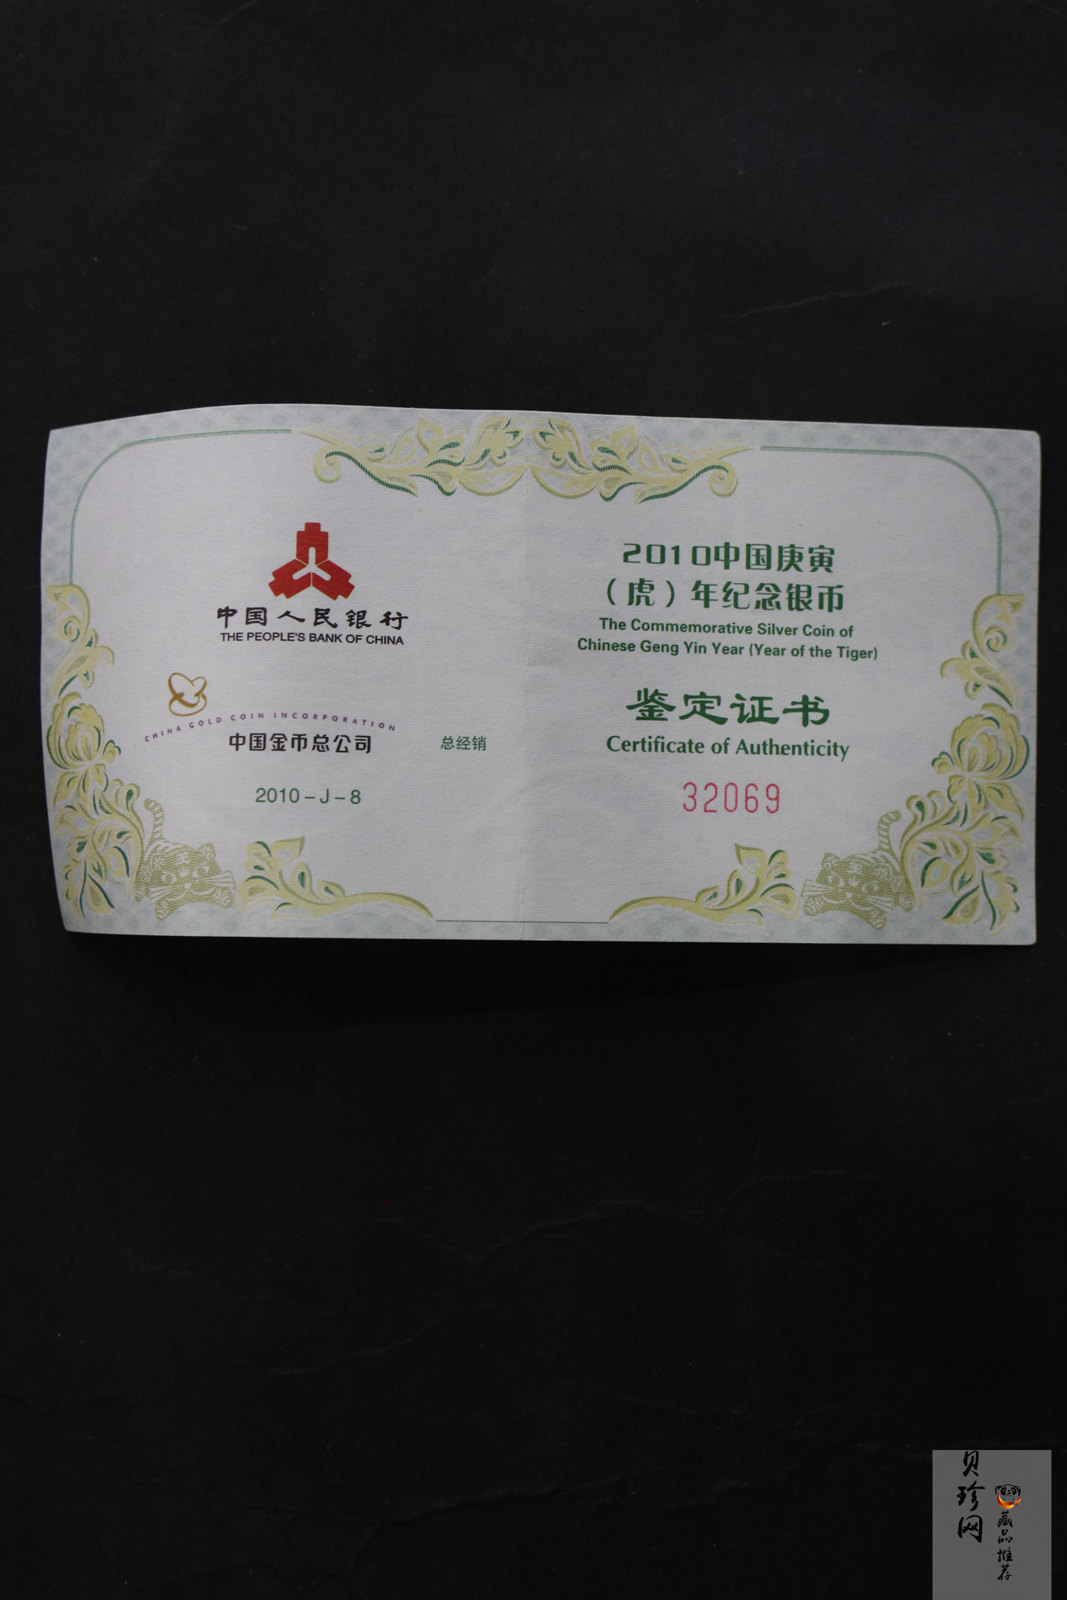 中国人民银行
THE PEOPLE'S BANK OF CHINA
CHINA GOLD COIN INCORPORATION
中国金币总公司
总经销
2010-J-8
2010中国庚寅
（虎）年纪念银币
The Commemorative Silver Coin of
Chinese Geng Yin Year (Year of the Tiger)
鉴定证书
Certificate of Authenticity
32069
贝珍网
藏品推荐